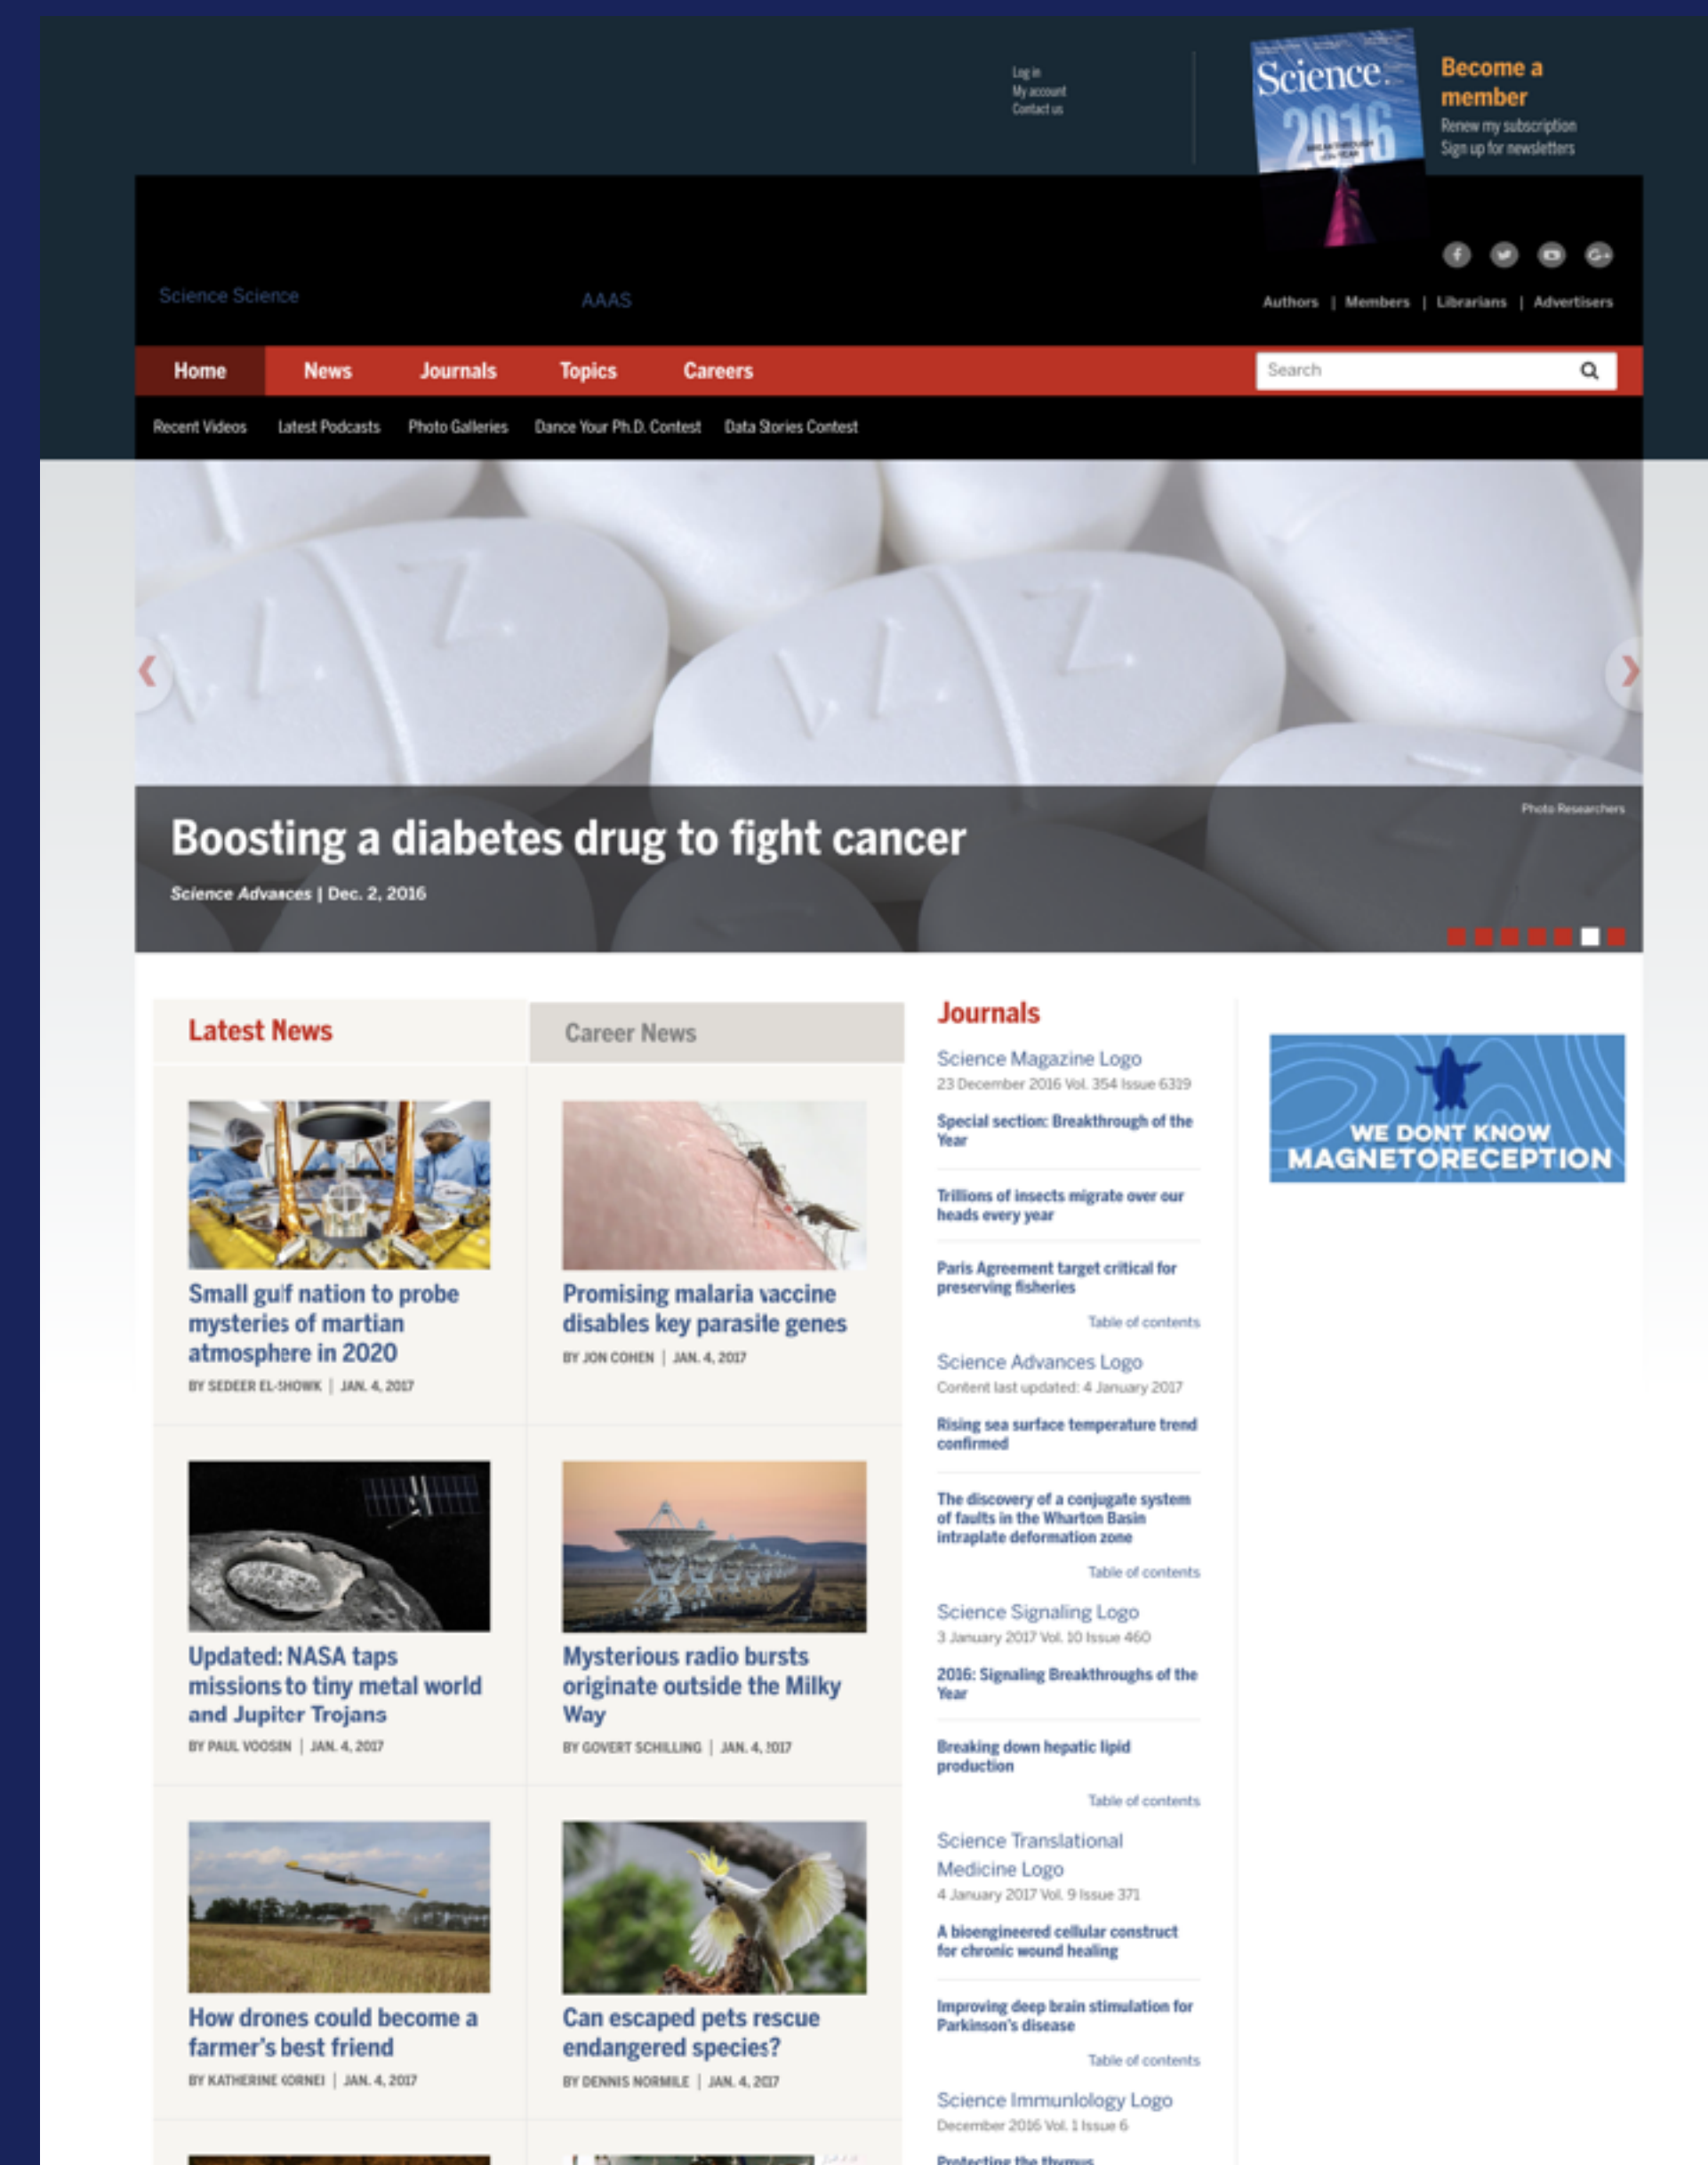 Log in
My account
Contact us
Science
2016
BREAKTHROUGH
of the YEAR
Become a
member
Renew my subscription
Sign up for newsletters
Science Science
AAAS
Authors | Members | Librarians | Advertisers
Home News Journals Topics Careers
Search
Recent Videos Latest Podcasts Photo Galleries Dance Your Ph.D. Contest Data Stories Contest
Photo Researchers
Boosting a diabetes drug to fight cancer
Science Advances | Dec. 2, 2016
Latest News
Career News
Small gulf nation to probe
mysteries of martian
atmosphere in 2020
BY SEDEER EL-SHOWK | JAN. 4, 2017
Promising malaria vaccine
disables key parasite genes
BY JON COHEN | JAN. 4, 2017
Updated: NASA taps
missions to tiny metal world
and Jupiter Trojans
BY PAUL VOOSEN | JAN. 4, 2017
Mysterious radio bursts
originate outside the Milky
Way
BY GOVERT SCHILLING | JAN. 4, 2017
How drones could become a
farmer's best friend
BY KATHERINE KORNEI | JAN. 4, 2017
Can escaped pets rescue
endangered species?
BY DENNIS NORMILE | JAN. 4, 2017
Journals
Science Magazine Logo
23 December 2016 Vol. 354 Issue 6319
Special section: Breakthrough of the
Year
Trillions of insects migrate over our
heads every year
Paris Agreement target critical for
preserving fisheries
Table of contents
Science Advances Logo
Content last updated: 4 January 2017
Rising sea surface temperature trend
confirmed
The discovery of a conjugate system
of faults in the Wharton Basin
intraplate deformation zone
Table of contents
Science Signaling Logo
3 January 2017 Vol. 10 Issue 460
2016: Signaling Breakthroughs of the
Year
Breaking down hepatic lipid
production
Table of contents
Science Translational
Medicine Logo
4 January 2017 Vol. 9 Issue 371
A bioengineered cellular construct
for chronic wound healing
Improving deep brain stimulation for
Parkinson's disease
Table of contents
Science Immunlology Logo
December 2016 Vol. 1 Issue 6
Protecting the thymus
WE DONT KNOW
MAGNETORECEPTION